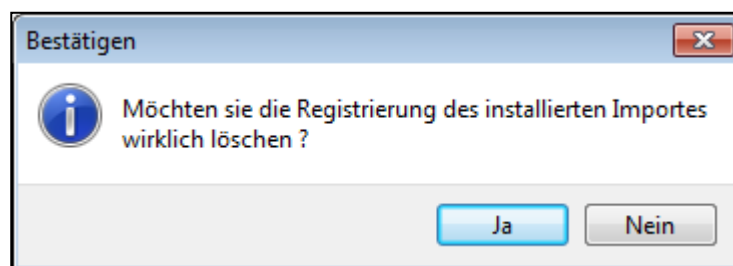 Bestätigen
Möchten sie die Registrierung des installierten Importes
wirklich löschen ?
Ja
Nein